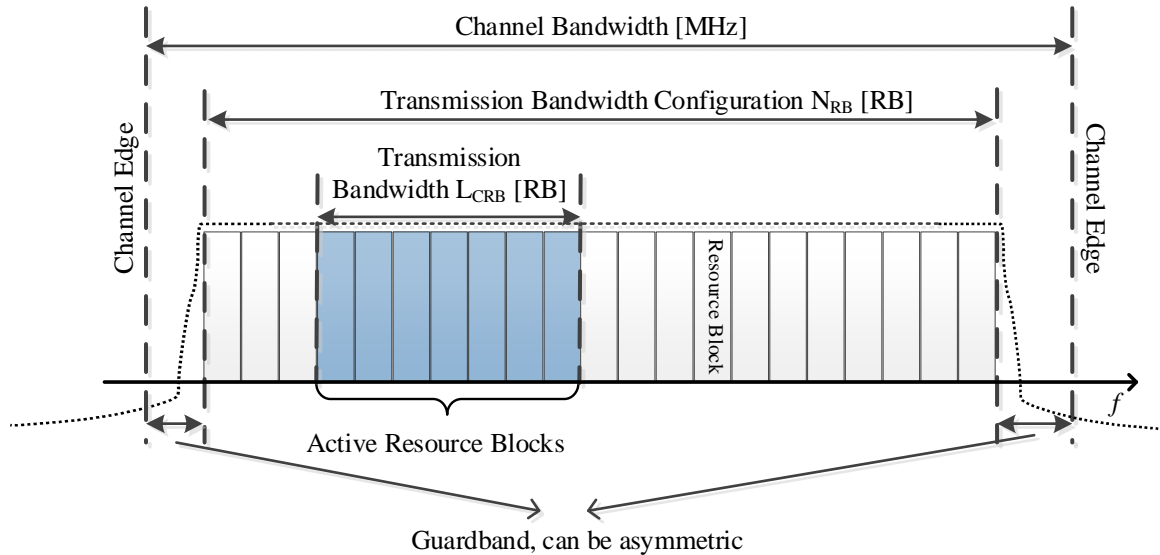 Channel Bandwidth [MHz]
Transmission Bandwidth Configuration N_RB [RB]
Transmission
Bandwidth L_CRB [RB]
Channel Edge
Channel Edge
Resource Block
f
Active Resource Blocks
Guardband, can be asymmetric